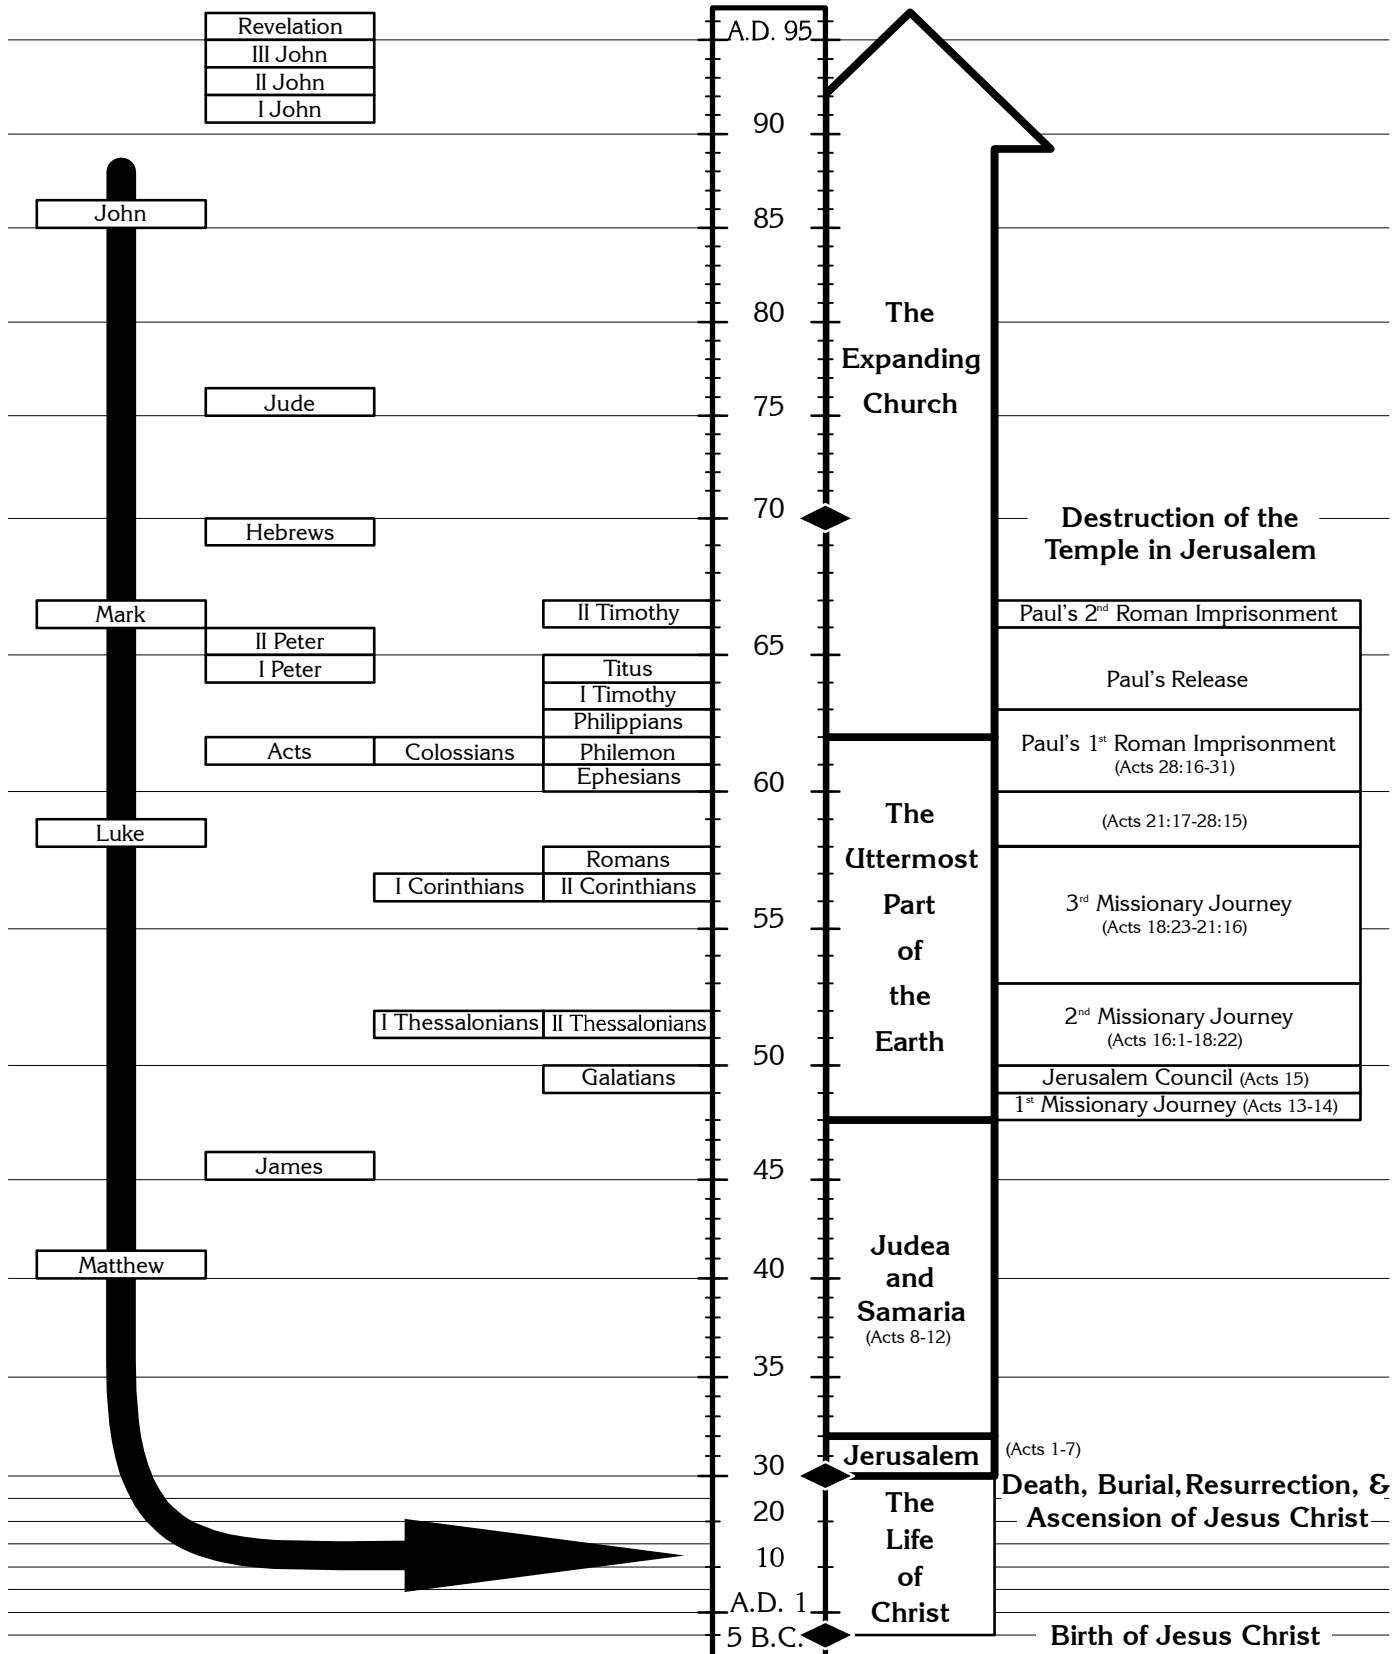 Revelation
III John
II John
I John
John
Jude
Hebrews
Mark
II Timothy
II Peter
I Peter
Titus
I Timothy
Philippians
Acts
Colossians
Philemon
Ephesians
Luke
Romans
I Corinthians
II Corinthians
I Thessalonians
II Thessalonians
Galatians
James
Matthew
A.D. 95
90
85
80
75
70
65
60
55
50
45
40
35
30
20
10
A.D. 1
5 B.C.
The
Expanding
Church
The
Uttermost
Part
of
the
Earth
Judea
and
Samaria
(Acts 8-12)
Jerusalem
(Acts 1-7)
The
Life
of
Christ
Destruction of the
Temple in Jerusalem
Paul's 2nd Roman Imprisonment
Paul's Release
Paul's 1st Roman Imprisonment
(Acts 28:16-31)
(Acts 21:17-28:15)
3rd Missionary Journey
(Acts 18:23-21:16)
2nd Missionary Journey
(Acts 16:1-18:22)
Jerusalem Council (Acts 15)
1st Missionary Journey (Acts 13-14)
Death, Burial, Resurrection, &
Ascension of Jesus Christ
Birth of Jesus Christ